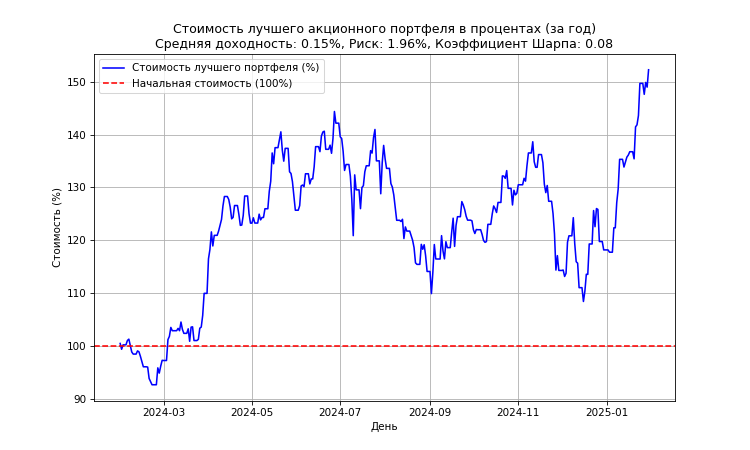 Стоимость лучшего акционного портфеля в процентах (за год)
Средняя доходность: 0.15%, Риск: 1.96%, Коэффициент Шарпа: 0.08
Стоимость лучшего портфеля (%)
Начальная стоимость (100%)
Стоимость (%)
150
140
130
120
110
100
90
2024-03 2024-05 2024-07 2024-09 2024-11 2025-01
День